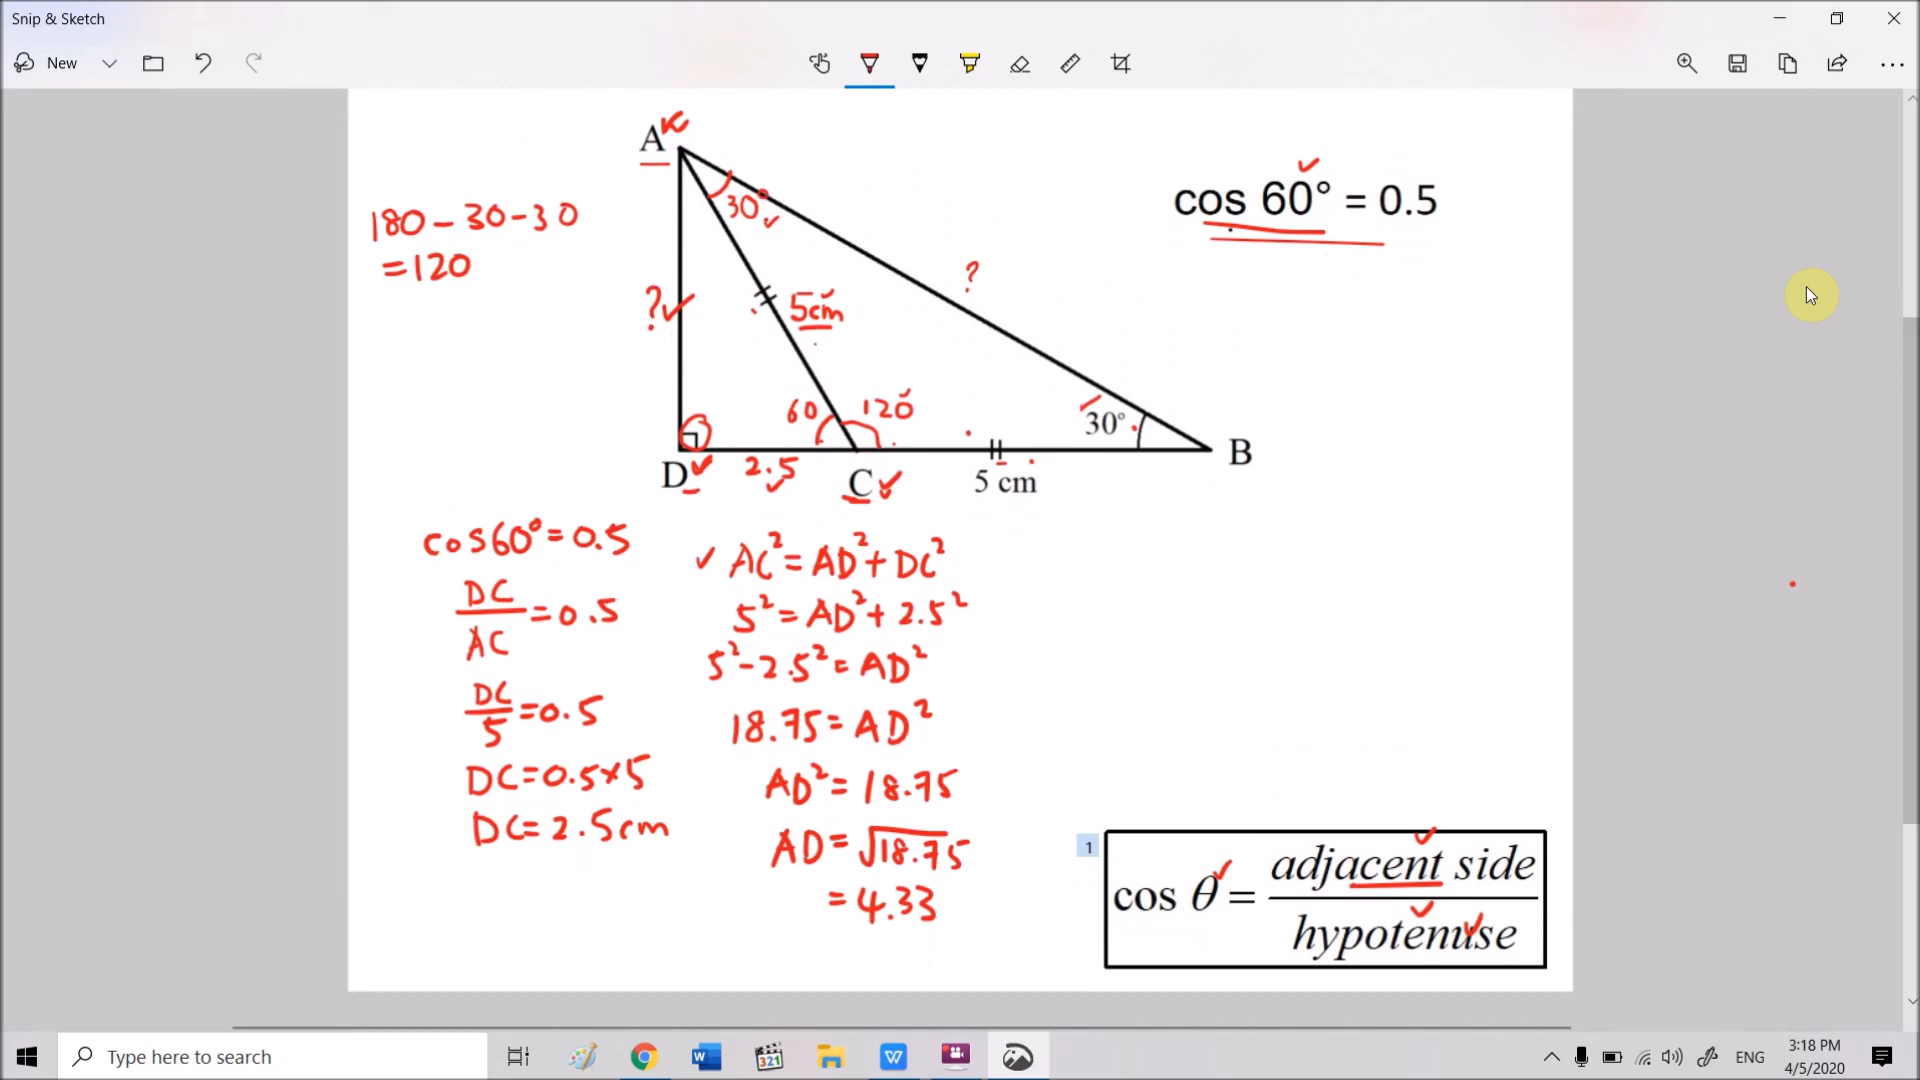 Snip & Sketch
New
A
180 - 30 - 30
= 120
30°
cos 60° = 0.5
?
?
5cm
60
120
30°
D
2.5
C
5 cm
B
cos60° = 0.5
DC
AC
= 0.5
DC
5
= 0.5
DC = 0.5 × 5
DC = 2.5cm
AC² = AD² + DC²
5² = AD² + 2.5²
5² - 2.5² = AD²
18.75 = AD²
AD² = 18.75
AD = √18.75
= 4.33
1
cos θ =
adjacent side
hypotenuse
Type here to search
321
W
W
ENG
3:18 PM
4/5/2020